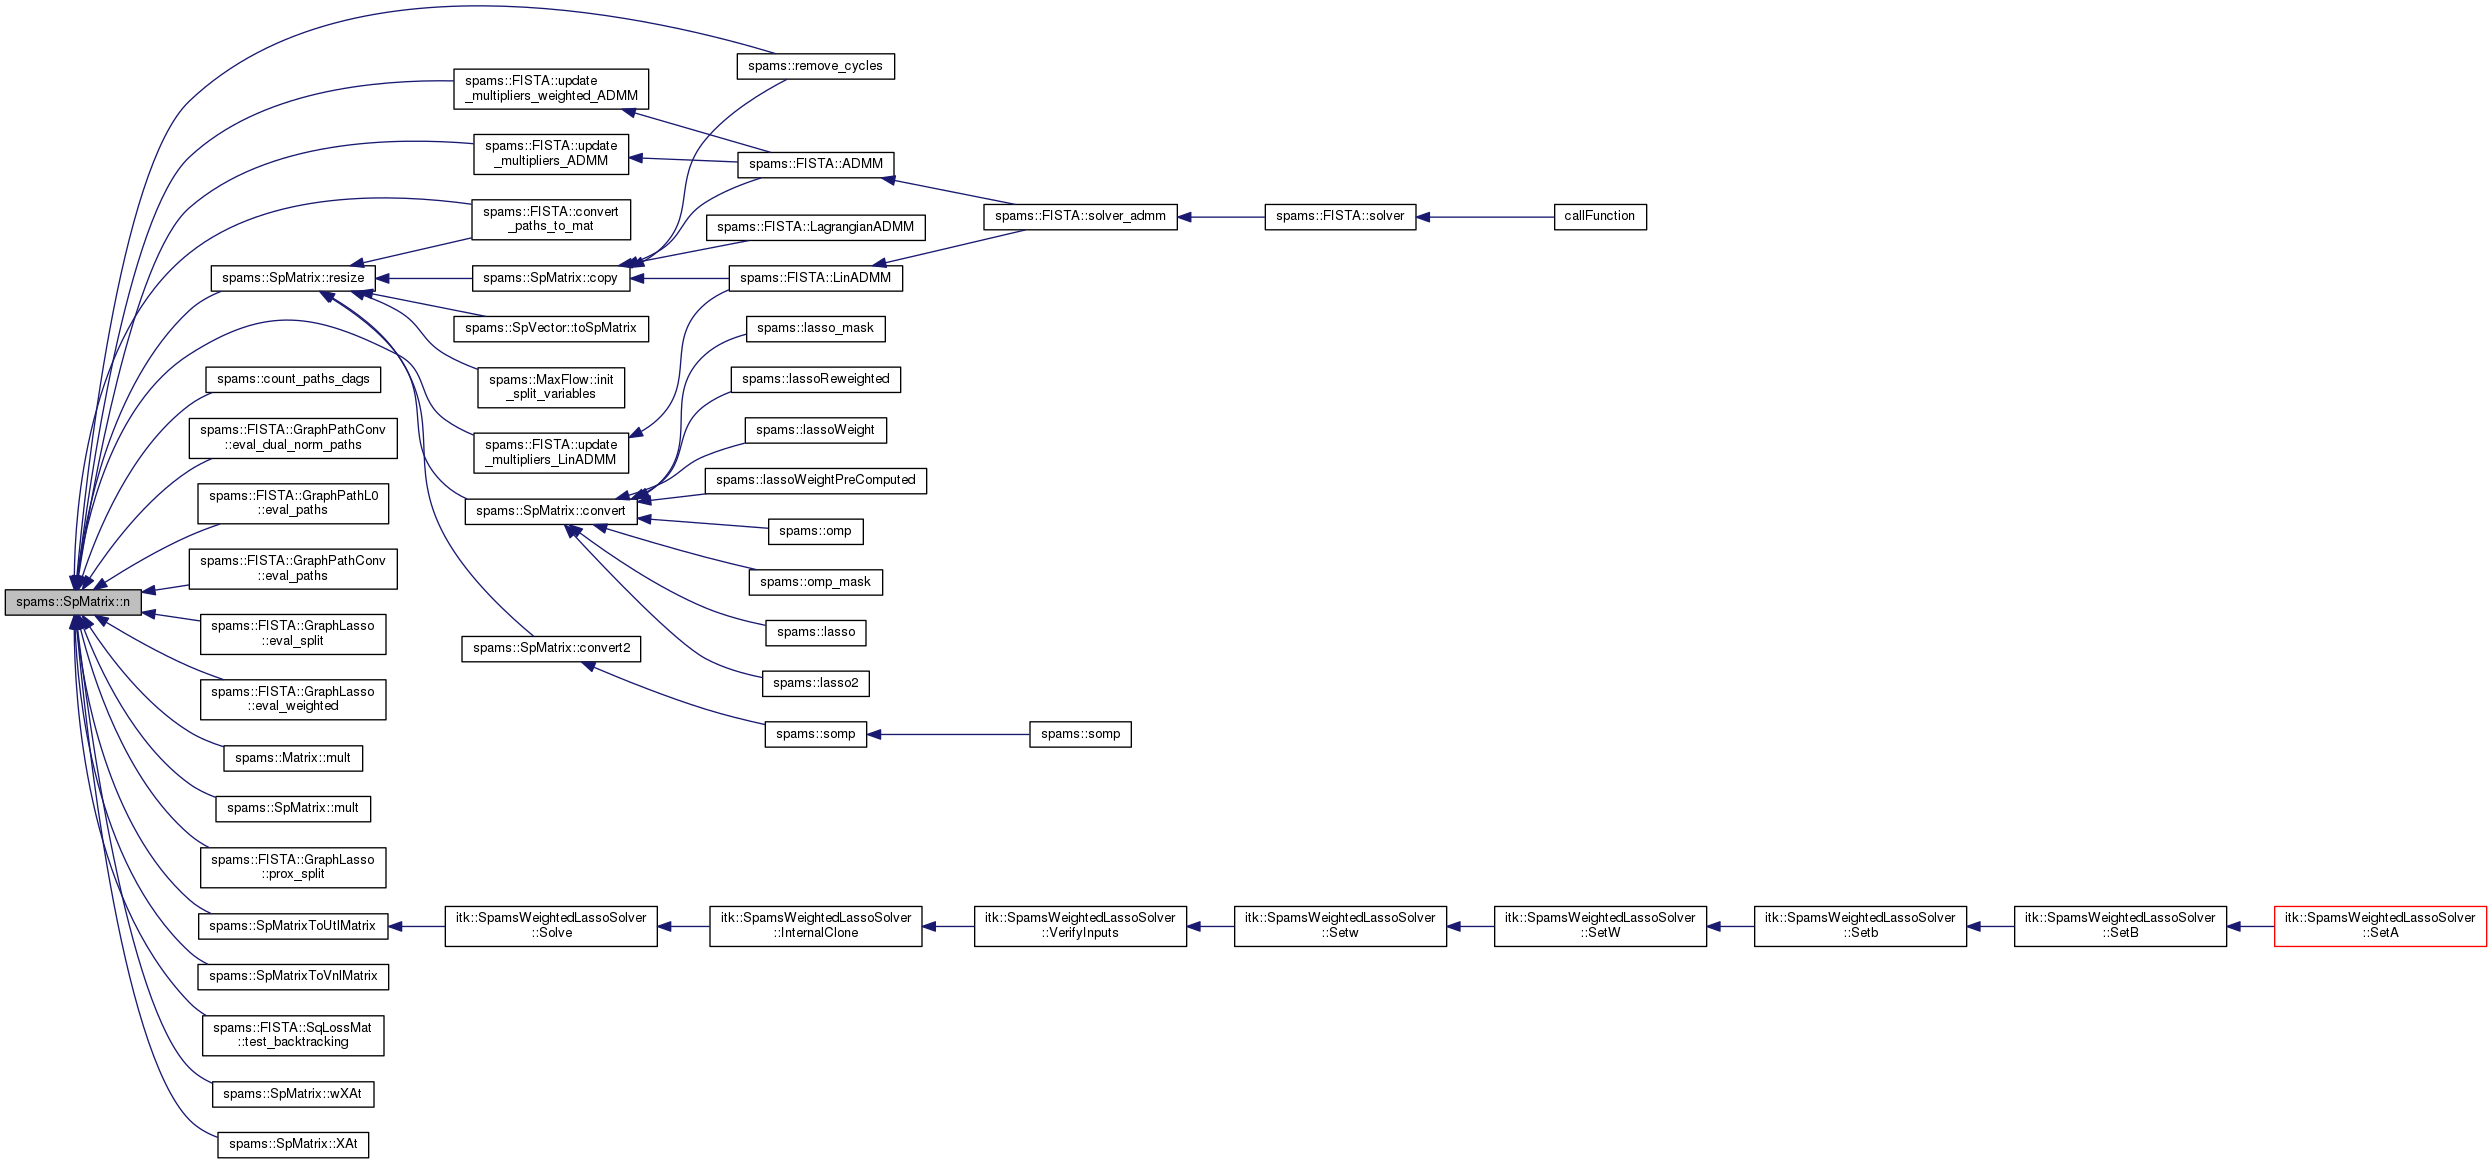 spams::SpMatrix::n
spams::remove_cycles
spams::FISTA::update
_multipliers_weighted_ADMM
spams::FISTA::update
_multipliers_ADMM
spams::FISTA::ADMM
spams::FISTA::convert
_paths_to_mat
spams::FISTA::LagrangianADMM
spams::FISTA::solver_admm
spams::FISTA::solver
callFunction
spams::SpMatrix::resize
spams::SpMatrix::copy
spams::FISTA::LinADMM
spams::SpVector::toSpMatrix
spams::lasso_mask
spams::count_paths_dags
spams::MaxFlow::init
_split_variables
spams::lassoReweighted
spams::FISTA::GraphPathConv
::eval_dual_norm_paths
spams::FISTA::update
_multipliers_LinADMM
spams::lassoWeight
spams::lassoWeightPreComputed
spams::FISTA::GraphPathL0
::eval_paths
spams::SpMatrix::convert
spams::omp
spams::FISTA::GraphPathConv
::eval_paths
spams::omp_mask
spams::FISTA::GraphLasso
::eval_split
spams::lasso
spams::SpMatrix::convert2
spams::lasso2
spams::FISTA::GraphLasso
::eval_weighted
spams::somp
spams::somp
spams::Matrix::mult
spams::SpMatrix::mult
spams::FISTA::GraphLasso
::prox_split
spams::SpMatrixToUtlMatrix
itk::SpamsWeightedLassoSolver
::Solve
itk::SpamsWeightedLassoSolver
::InternalClone
itk::SpamsWeightedLassoSolver
::VerifyInputs
itk::SpamsWeightedLassoSolver
::Setw
itk::SpamsWeightedLassoSolver
::SetW
itk::SpamsWeightedLassoSolver
::Setb
itk::SpamsWeightedLassoSolver
::SetB
itk::SpamsWeightedLassoSolver
::SetA
spams::SpMatrixToVnlMatrix
spams::FISTA::SqLossMat
::test_backtracking
spams::SpMatrix::wXAt
spams::SpMatrix::XAt